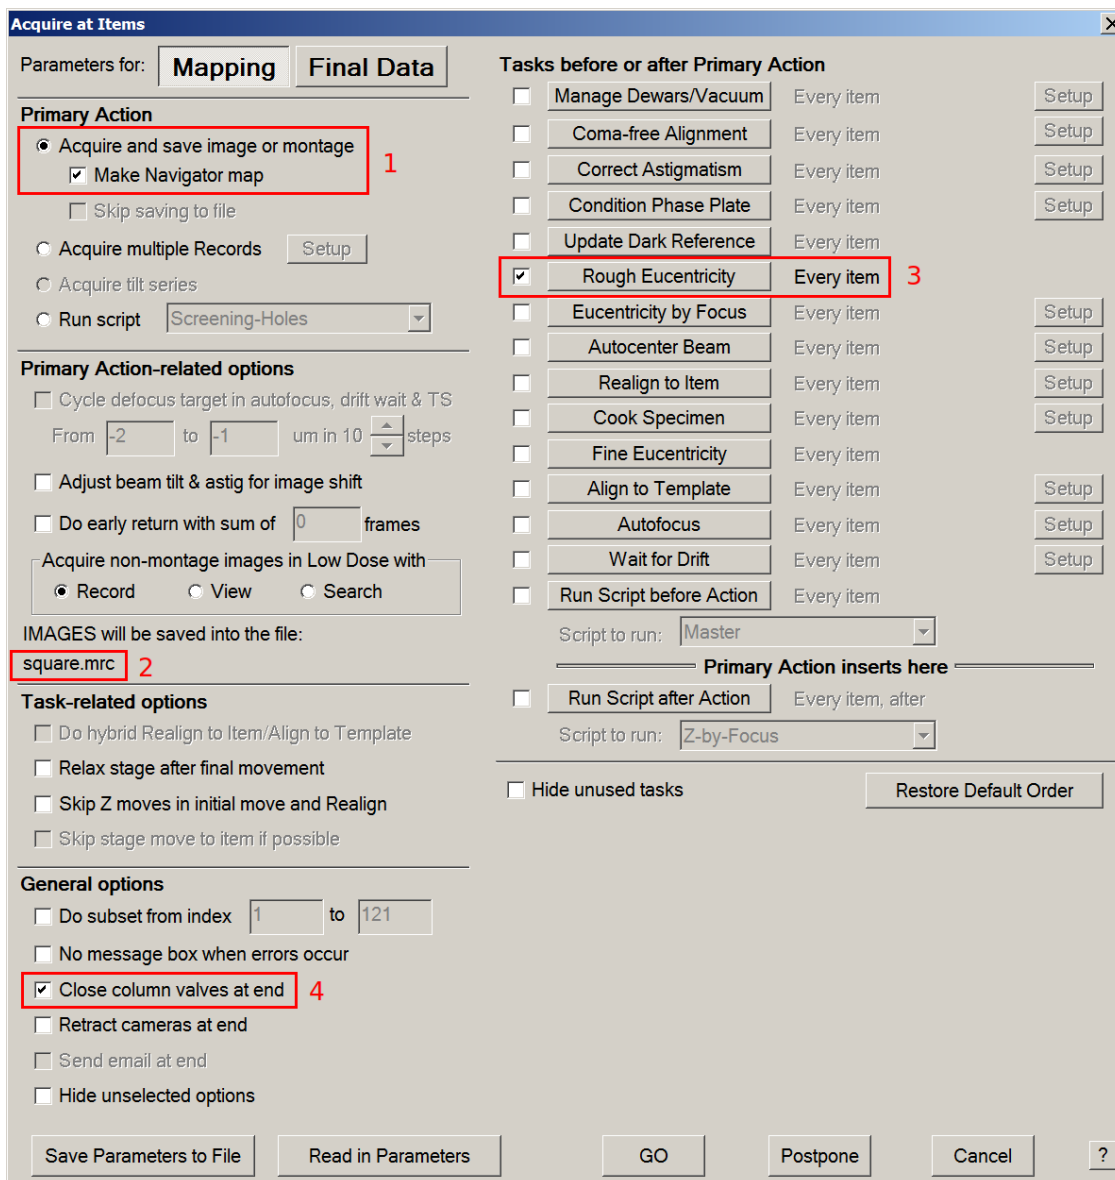 Acquire at Items
Parameters for: Mapping Final Data
Primary Action
Acquire and save image or montage
1
Make Navigator map
Skip saving to file
Acquire multiple Records Setup
Acquire tilt series
Run script Screening-Holes
Primary Action-related options
Cycle defocus target in autofocus, drift wait & TS
From -2 to -1 um in 10 steps
Adjust beam tilt & astig for image shift
Do early return with sum of 0 frames
Acquire non-montage images in Low Dose with
Record View Search
IMAGES will be saved into the file:
square.mrc 2
Task-related options
Do hybrid Realign to Item/Align to Template
Relax stage after final movement
Skip Z moves in initial move and Realign
Skip stage move to item if possible
General options
Do subset from index 1 to 121
No message box when errors occur
Close column valves at end 4
Retract cameras at end
Send email at end
Hide unselected options
Tasks before or after Primary Action
Manage Dewars/Vacuum Every item Setup
Coma-free Alignment Every item Setup
Correct Astigmatism Every item Setup
Condition Phase Plate Every item Setup
Update Dark Reference Every item
Rough Eucentricity Every item 3
Eucentricity by Focus Every item Setup
Autocenter Beam Every item Setup
Realign to Item Every item Setup
Cook Specimen Every item Setup
Fine Eucentricity Every item
Align to Template Every item Setup
Autofocus Every item Setup
Wait for Drift Every item Setup
Run Script before Action Every item
Script to run: Master
Primary Action inserts here
Run Script after Action Every item, after
Script to run: Z-by-Focus
Hide unused tasks Restore Default Order
Save Parameters to File Read in Parameters GO Postpone Cancel ?